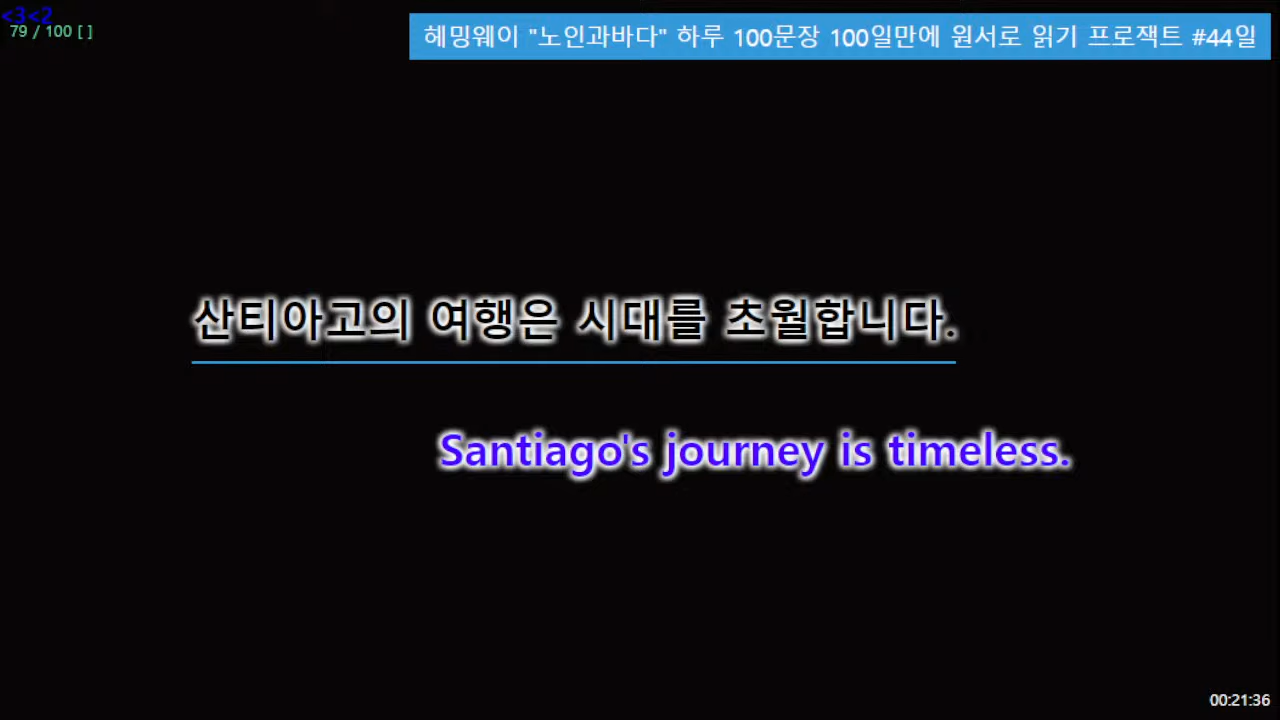 <3<2
79 / 100 [ ]
헤밍웨이 "노인과바다" 하루 100문장 100일만에 원서로 읽기 프로잭트 #44일
산티아고의 여행은 시대를 초월합니다.
Santiago's journey is timeless.
00:21:36